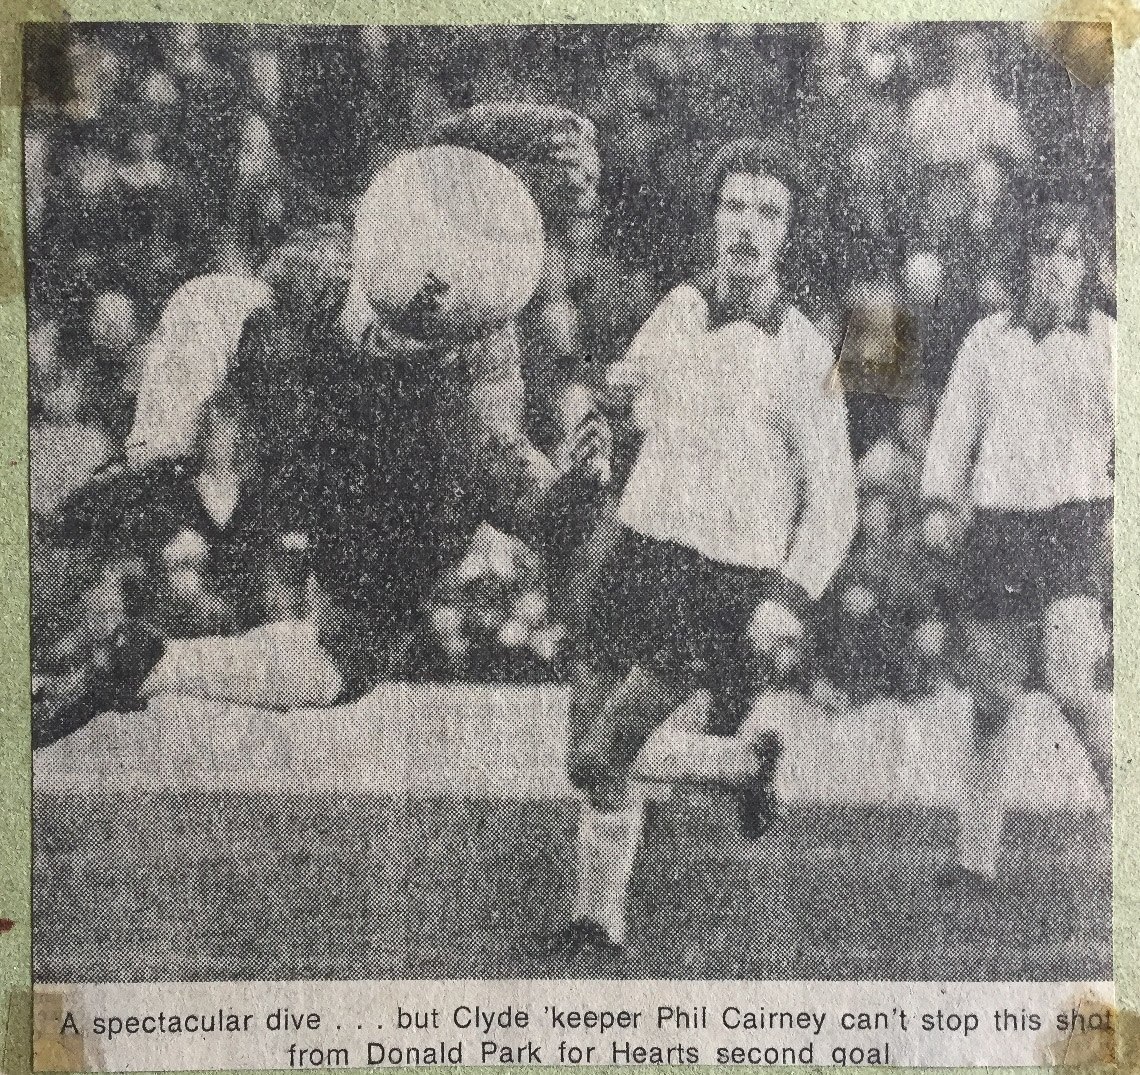 A spectacular dive . . . but Clyde 'keeper Phil Cairney can't stop this shot
from Donald Park for Hearts second goal